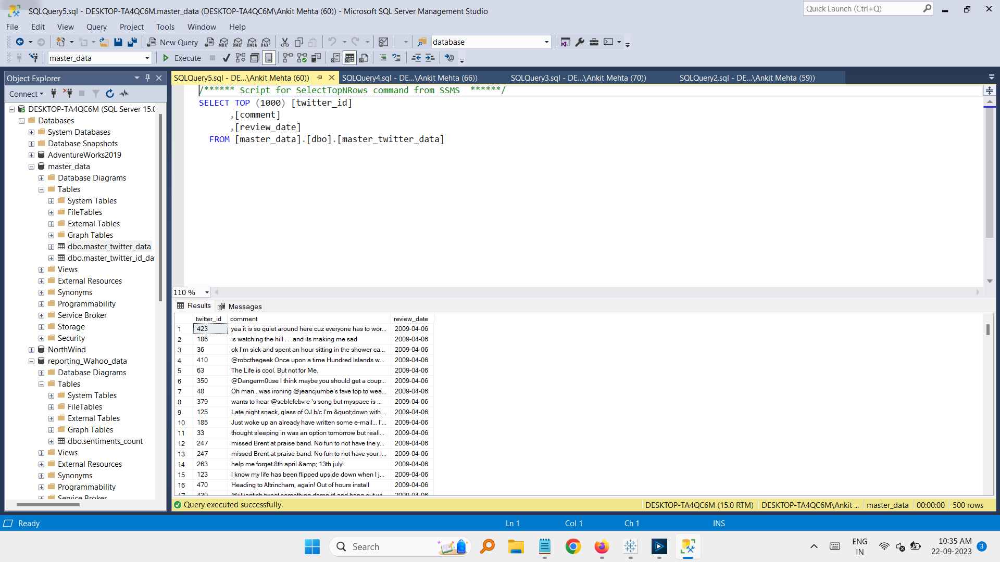 SQLQuery5.sql - DESKTOP-TA4QC6M.master_data (DESKTOP-TA4QC6M\Ankit Mehta (60)) - Microsoft SQL Server Management Studio
Quick Launch (Ctrl+Q)
File Edit View Query Project Tools Window Help
New Query
MDX DMX XMLA DAX
database
master_data
Execute
Object Explorer
Connect
DESKTOP-TA4QC6M (SQL Server 15.0
Databases
System Databases
Database Snapshots
AdventureWorks2019
master_data
Database Diagrams
Tables
System Tables
FileTables
External Tables
Graph Tables
dbo.master_twitter_data
dbo.master_twitter_id_da
Views
External Resources
Synonyms
Programmability
Service Broker
Storage
Security
NorthWind
reporting_Wahoo_data
Database Diagrams
Tables
System Tables
FileTables
External Tables
Graph Tables
dbo.sentiments_count
Views
External Resources
Synonyms
Programmability
Service Broker
SQLQuery5.sql - DE...\Ankit Mehta (60))
SQLQuery4.sql - DE...\Ankit Mehta (66))
SQLQuery3.sql - DE...\Ankit Mehta (70))
SQLQuery2.sql - DE...\Ankit Mehta (59))
/****** Script for SelectTopNRows command from SSMS ******/
SELECT TOP (1000) [twitter_id]
,[comment]
,[review_date]
FROM [master_data].[dbo].[master_twitter_data]
110 %
Results Messages
twitter_id comment review_date
1 423 yea it is so quiet around here cuz everyone has to wor... 2009-04-06
2 186 is watching the hill . . .and its making me sad 2009-04-06
3 36 ok I'm sick and spent an hour sitting in the shower ca... 2009-04-06
4 410 @robcthegeek Once upon a time Hundred Islands w... 2009-04-06
5 63 The Life is cool. But not for Me. 2009-04-06
6 350 @Dangerm0use I think maybe you should get a coup... 2009-04-06
7 48 Oh man...was ironing @jeancjumbe's fave top to wea... 2009-04-06
8 379 wants to hear @seblefebvre 's song but myspace is ... 2009-04-06
9 125 Late night snack, glass of OJ b/c I'm &quot;down with ... 2009-04-06
10 185 Just woke up an already have written some e-mail... I'... 2009-04-06
11 33 thought sleeping in was an option tomorrow but reali... 2009-04-06
12 247 missed Brent at praise band. No fun to not have the y... 2009-04-06
13 247 missed Brent at praise band. No fun to not have your l... 2009-04-06
14 263 help me forget 8th april &amp; 13th july! 2009-04-06
15 123 I know my life has been flipped upside down when I j... 2009-04-06
16 470 Heading to Altrincham, again! Out of hours install 2009-04-06
17 430 2009-04-06
Query executed successfully.
DESKTOP-TA4QC6M (15.0 RTM) DESKTOP-TA4QC6M\Ankit ... master_data 00:00:00 500 rows
Ready Ln 1 Col 1 Ch 1 INS
Search
ENG
IN
10:35 AM
22-09-2023
3